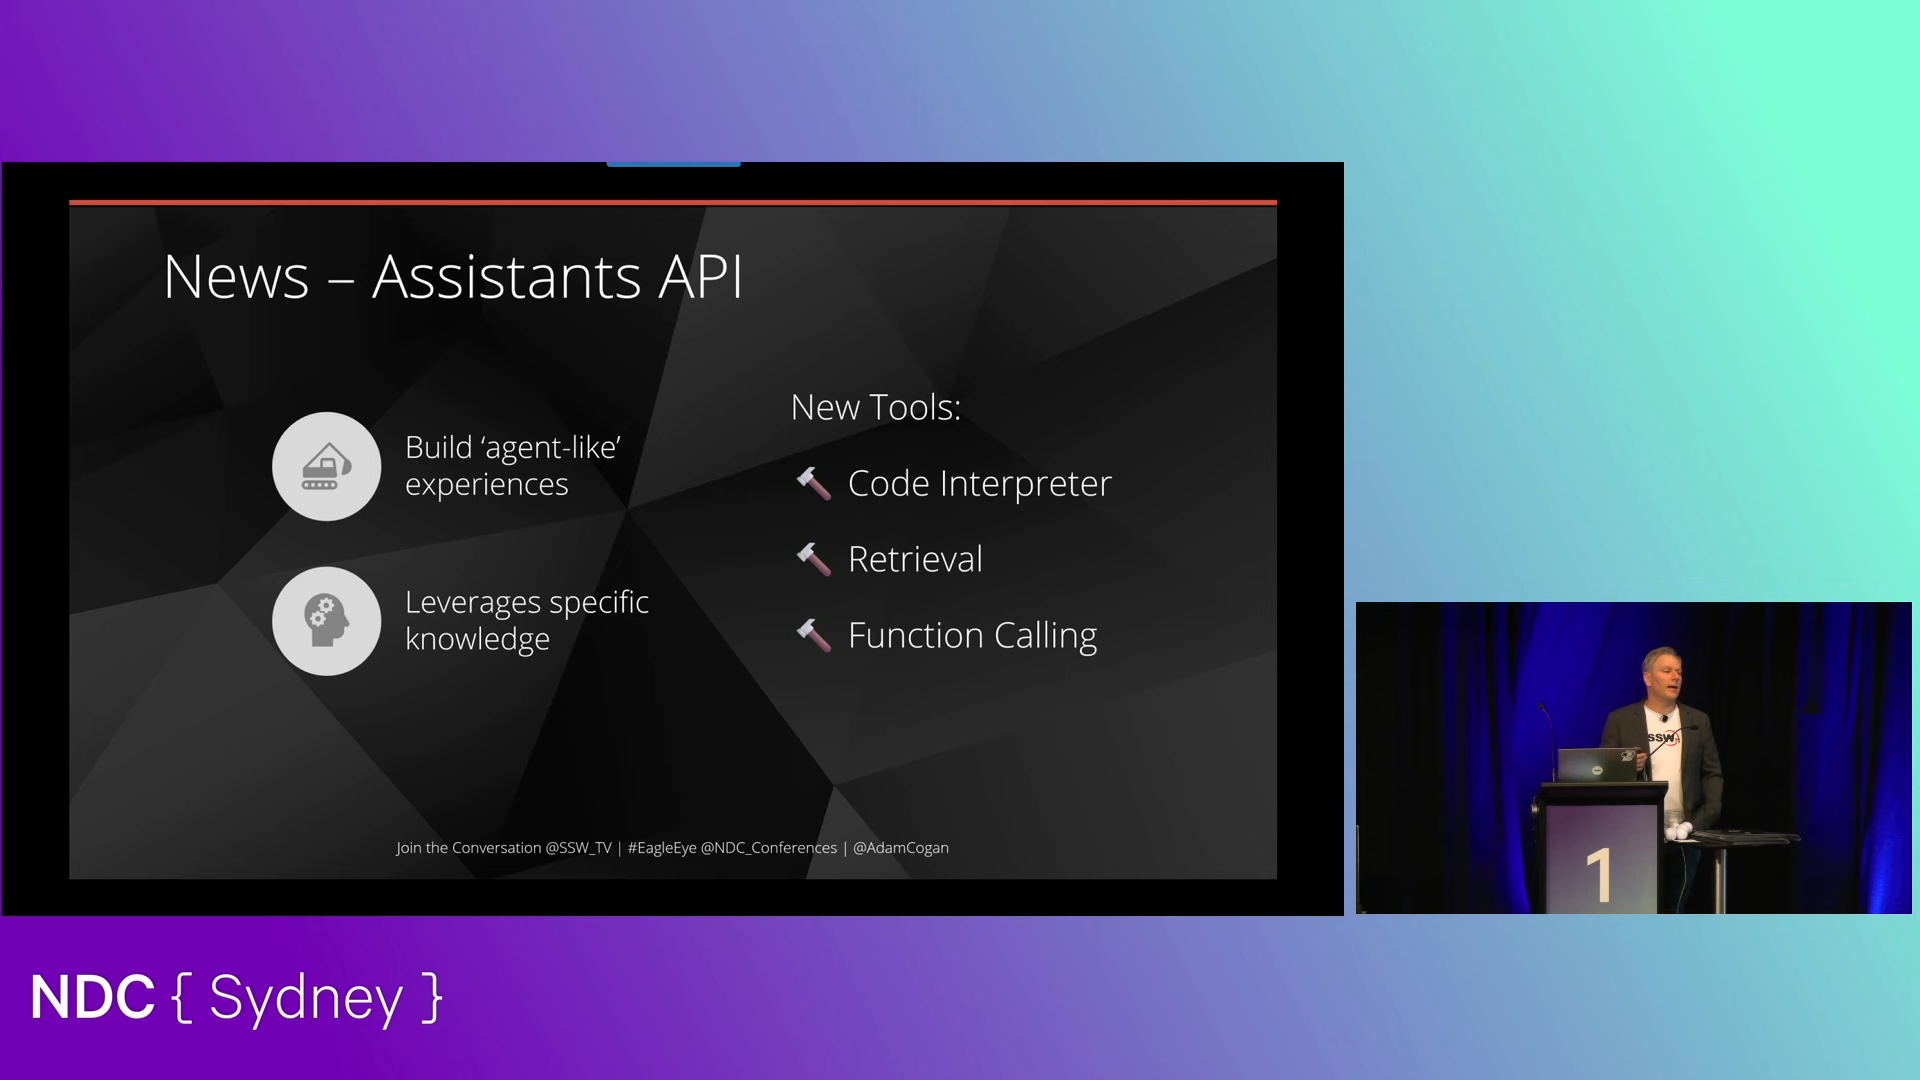 News – Assistants API
Build ‘agent-like’
experiences
Leverages specific
knowledge
New Tools:
Code Interpreter
Retrieval
Function Calling
Join the Conversation @SSW_TV | #EagleEye @NDC_Conferences | @AdamCogan
SSW
1
NDC { Sydney }